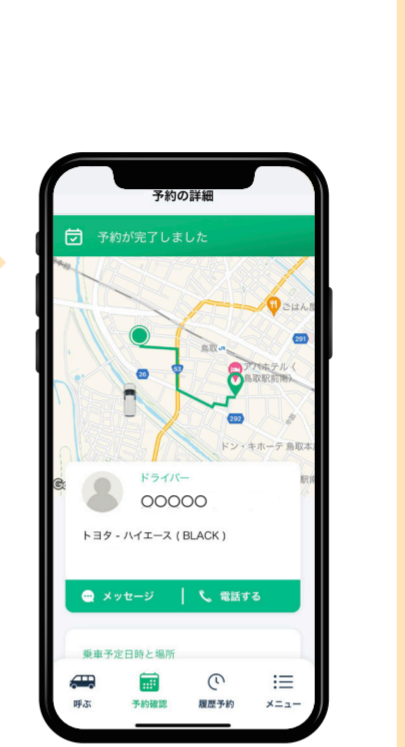 予約の詳細
予約が完了しました
ごはん
291
鳥取
アパホテル〈
鳥取駅前南〉
26
53
292
ドン・キホーテ 鳥取本
駅南
ドライバー
〇〇〇〇〇
トヨタ - ハイエース ( BLACK )
メッセージ
電話する
乗車予定日時と場所
呼ぶ
予約確認
履歴予約
メニュー